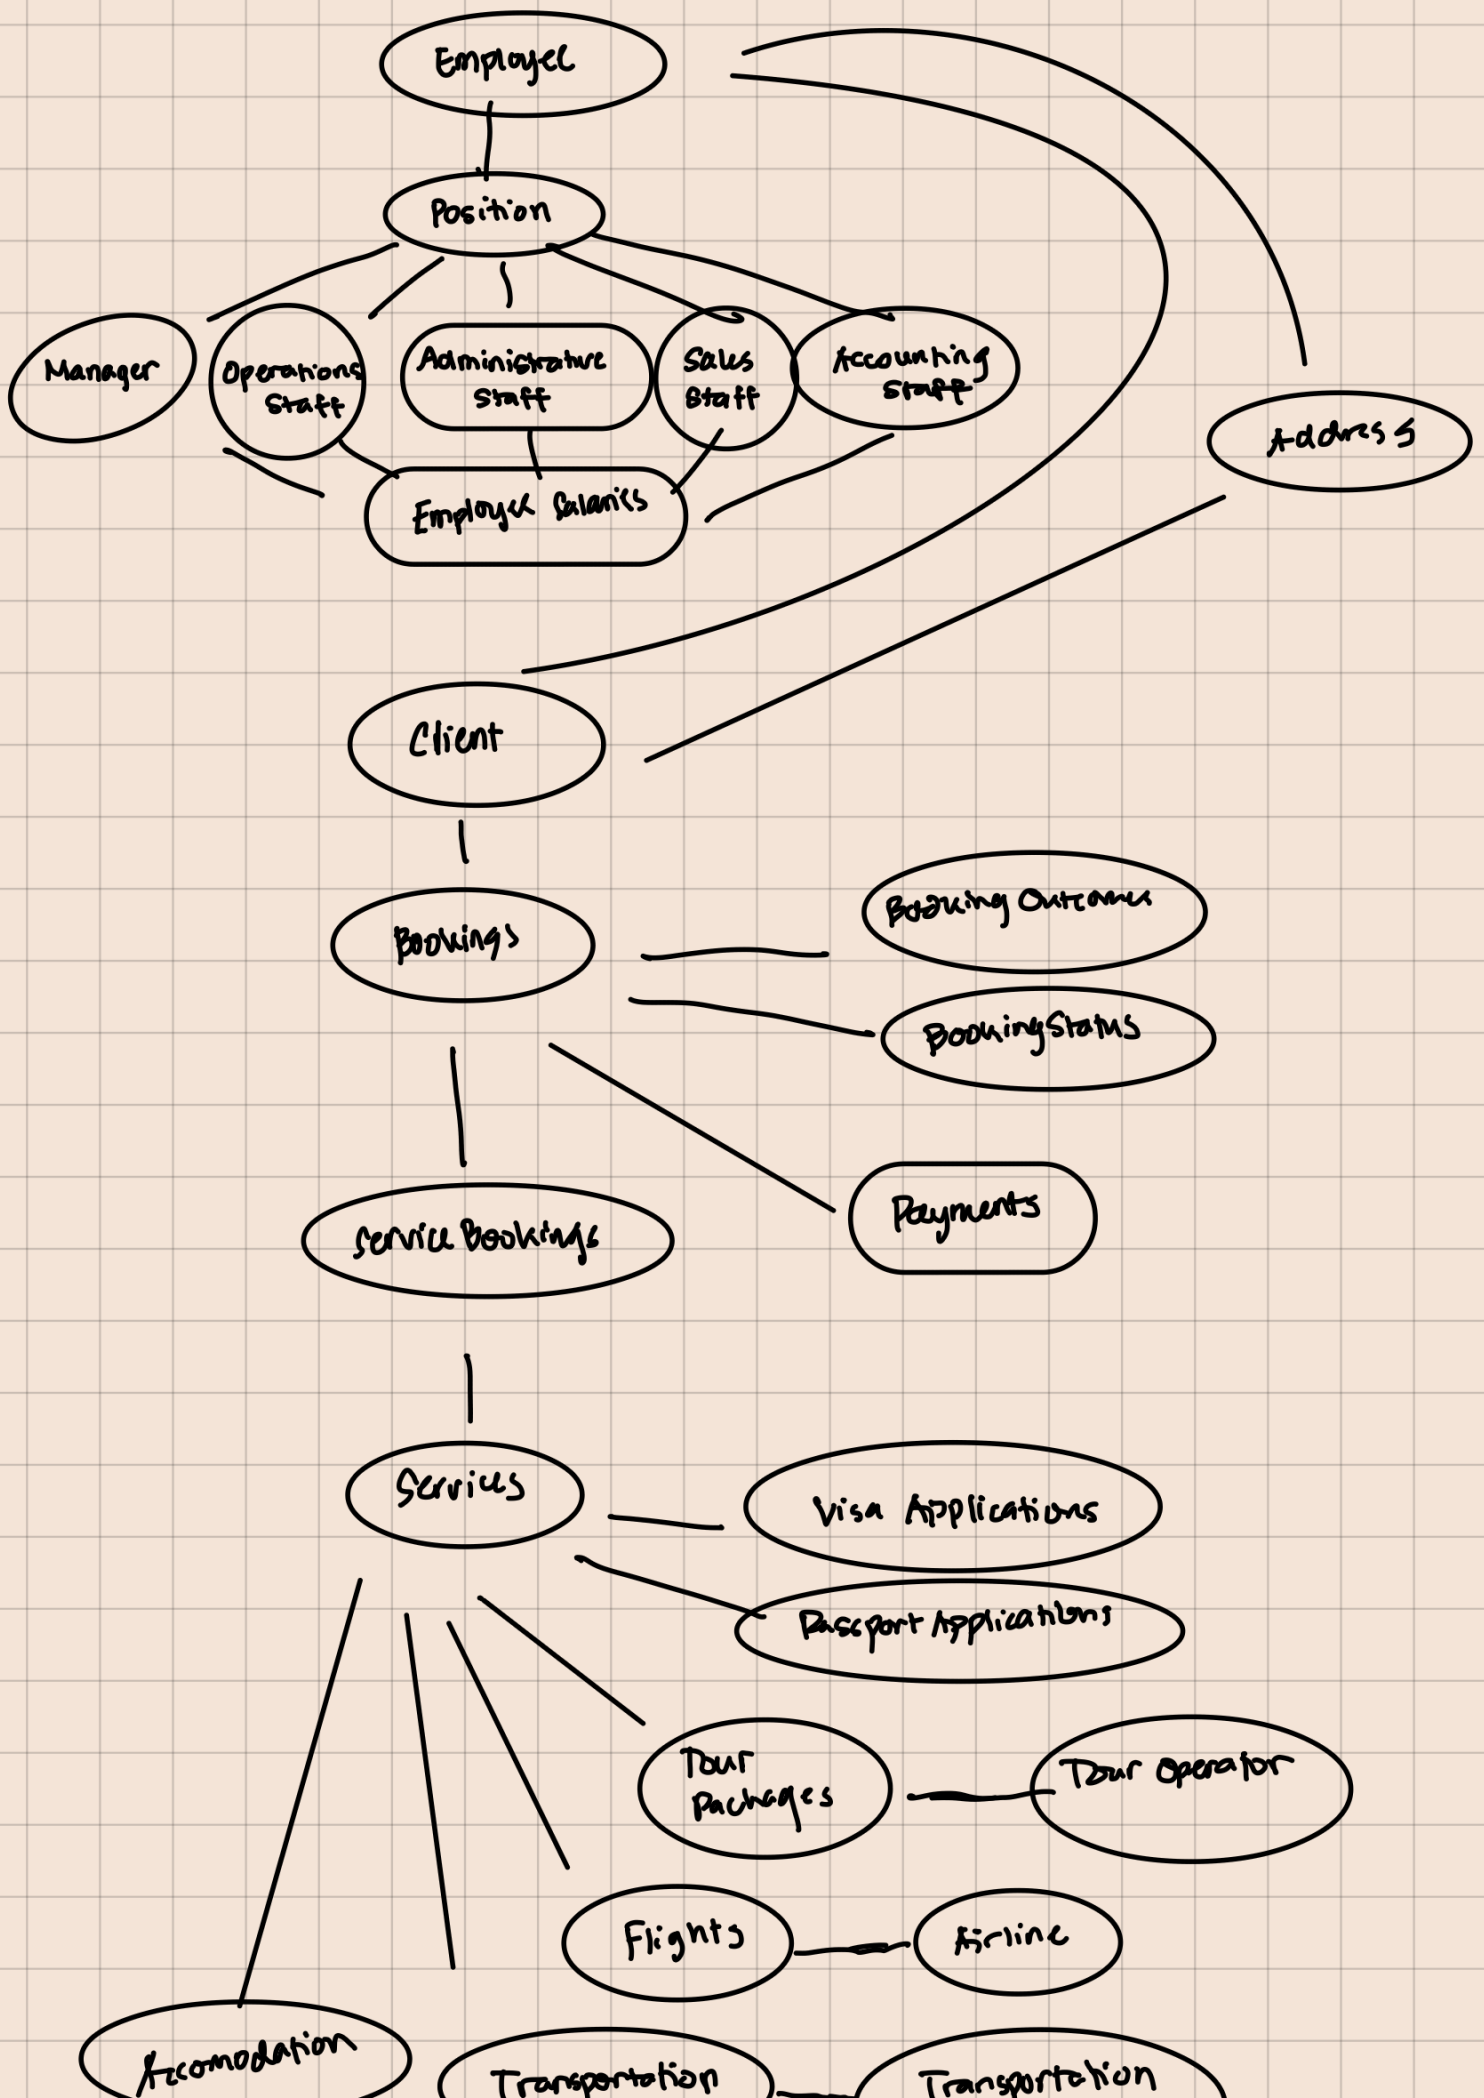 Employee
Position
Manager
Operations
Staff
Administrative
Staff
Sales
Staff
Accounting
Staff
Address
Employee Salaries
Client
Booking Outcomes
Bookings
Booking Status
Payments
Service Bookings
Services
Visa Applications
Passport Applications
Tour
Packages
Tour Operator
Flights
Airline
Accomodation
Transportation
Transportation